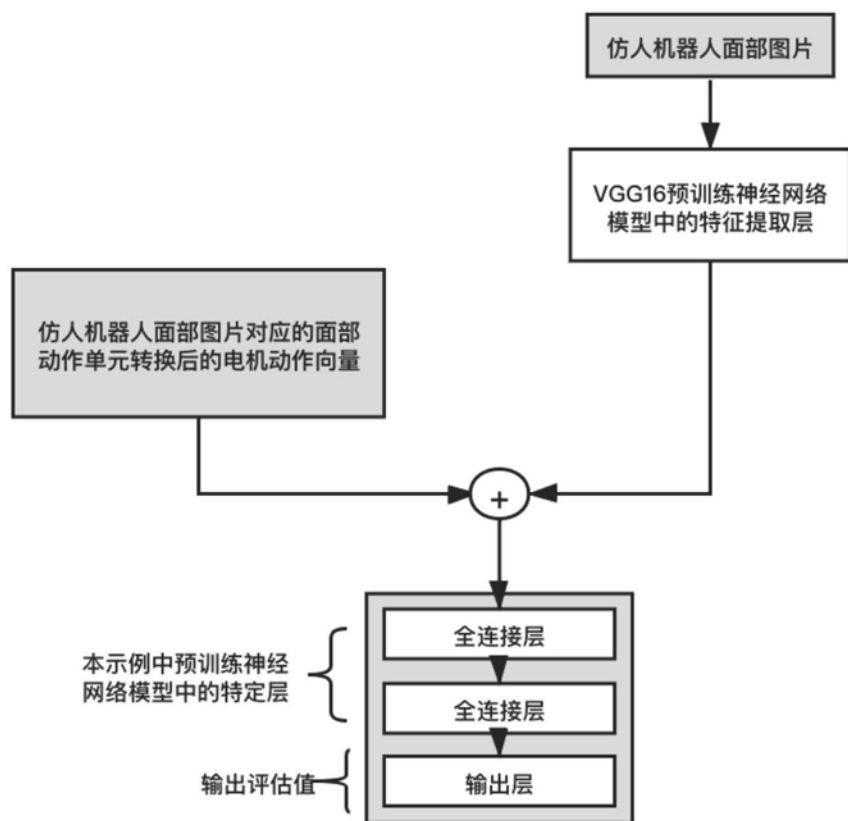 仿人机器人面部图片
VGG16预训练神经网络
模型中的特征提取层
仿人机器人面部图片对应的面部
动作单元转换后的电机动作向量
+
全连接层
本示例中预训练神经
网络模型中的特定层
全连接层
输出评估值
输出层